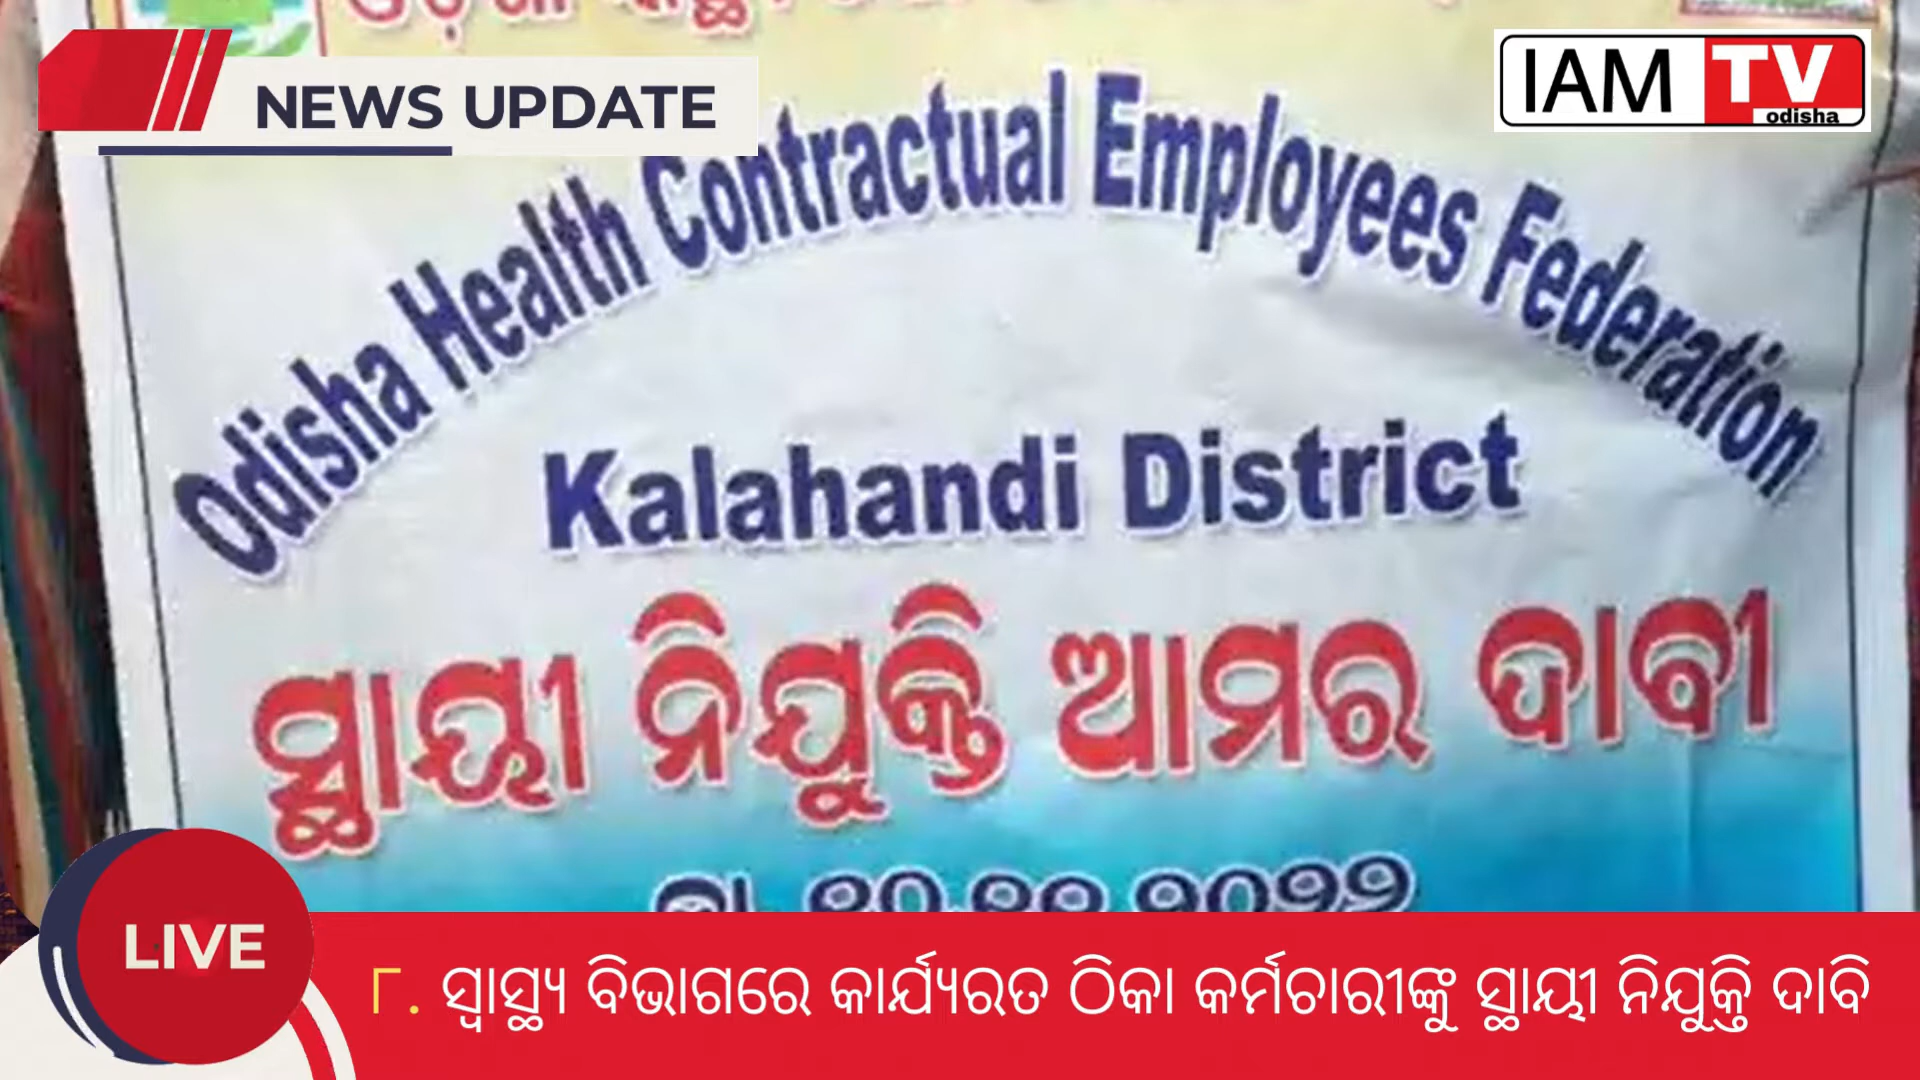 NEWS UPDATE
IAM TV
odisha
Odisha Health Contractual Employees Federation
Kalahandi District
ସ୍ଥାୟୀ ନିଯୁକ୍ତି ଆମର ଦାବୀ
LIVE
୮. ସ୍ୱାସ୍ଥ୍ୟ ବିଭାଗରେ କାର୍ଯ୍ୟରତ ଠିକା କର୍ମଚାରୀଙ୍କୁ ସ୍ଥାୟୀ ନିଯୁକ୍ତି ଦାବି